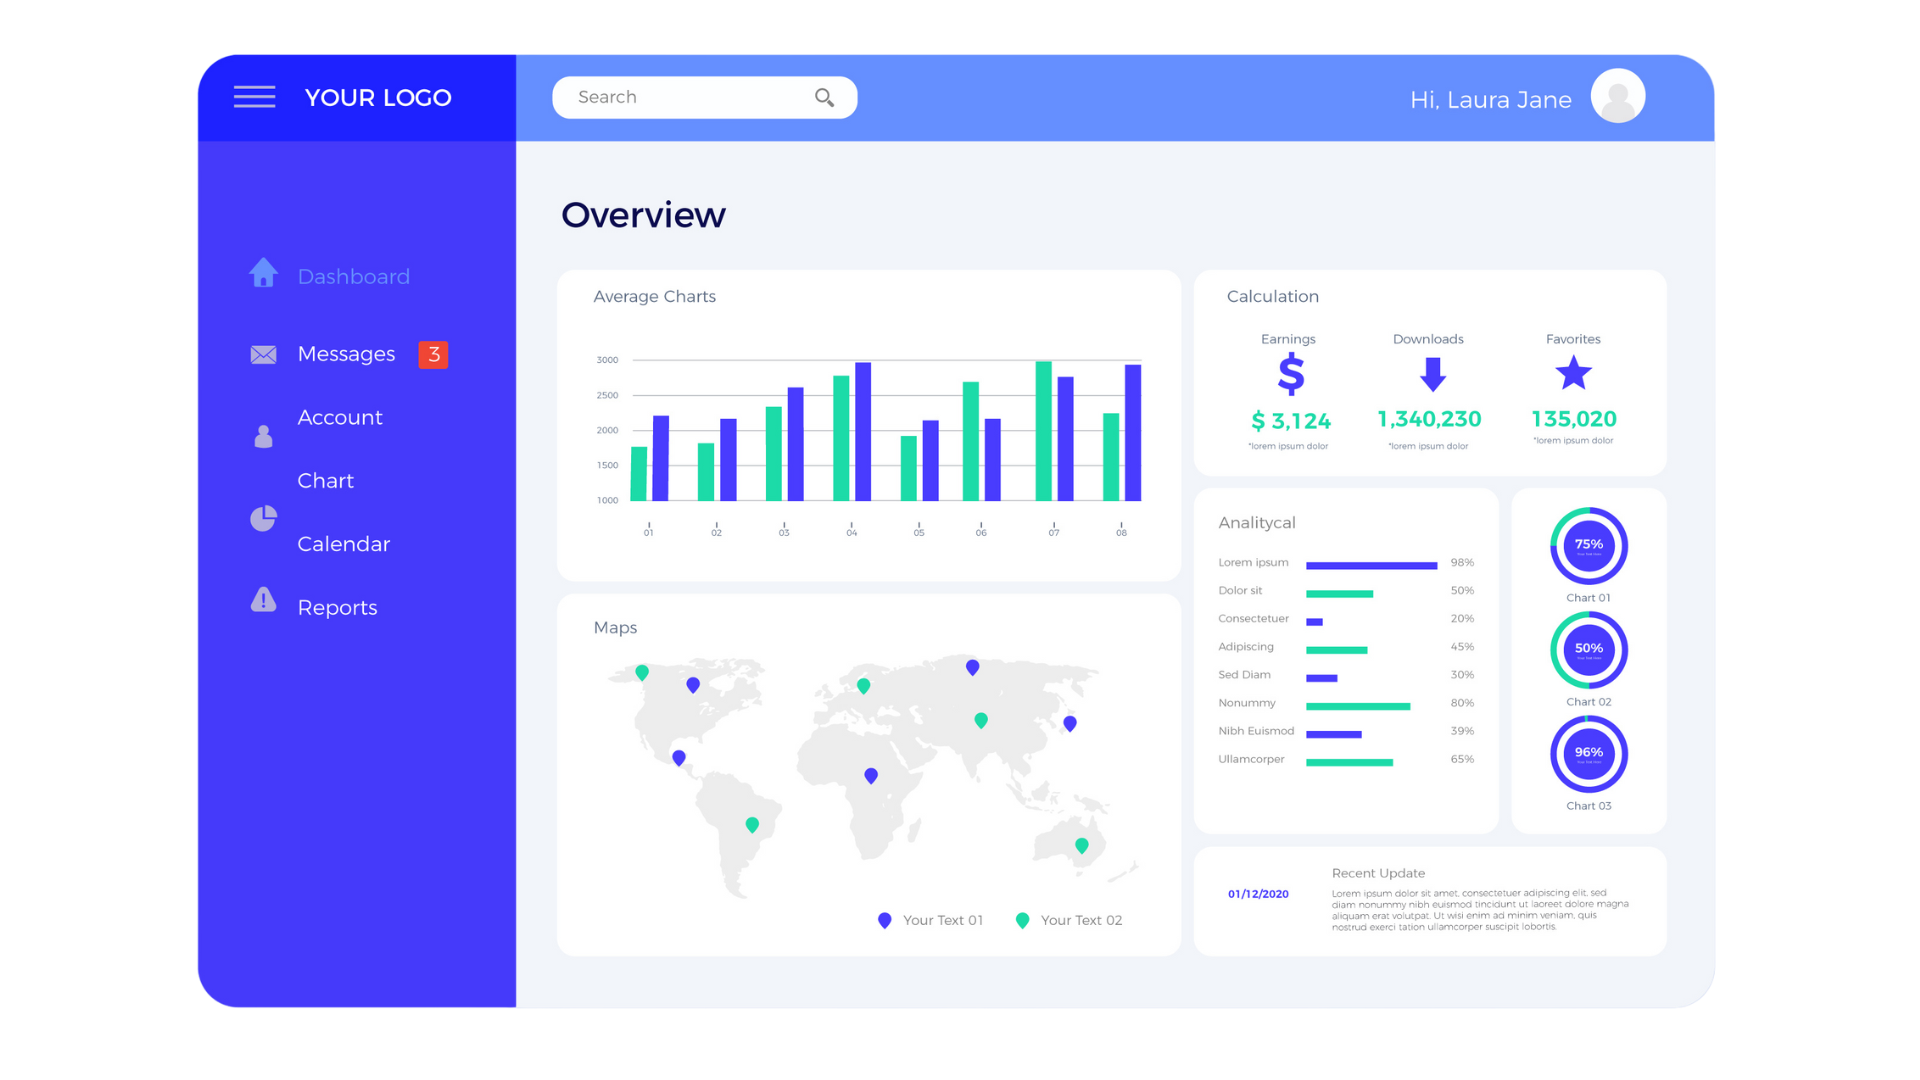 YOUR LOGO
Search
Hi, Laura Jane
Dashboard
Messages 3
Account
Chart
Calendar
Reports
Overview
Average Charts
3000
2500
2000
1500
1000
01 02 03 04 05 06 07 08
Maps
Your Text 01 Your Text 02
Calculation
Earnings Downloads Favorites
$
$ 3,124 1,340,230 135,020
*lorem ipsum dolor *lorem ipsum dolor *lorem ipsum dolor
Analitycal
Lorem ipsum 98%
Dolor sit 50%
Consectetuer 20%
Adipiscing 45%
Sed Diam 30%
Nonummy 80%
Nibh Euismod 39%
Ullamcorper 65%
75%
Chart 01
50%
Chart 02
96%
Chart 03
01/12/2020
Recent Update
Lorem ipsum dolor sit amet, consectetuer adipiscing elit, sed
diam nonummy nibh euismod tincidunt ut laoreet dolore magna
aliquam erat volutpat. Ut wisi enim ad minim veniam, quis
nostrud exerci tation ullamcorper suscipit lobortis.